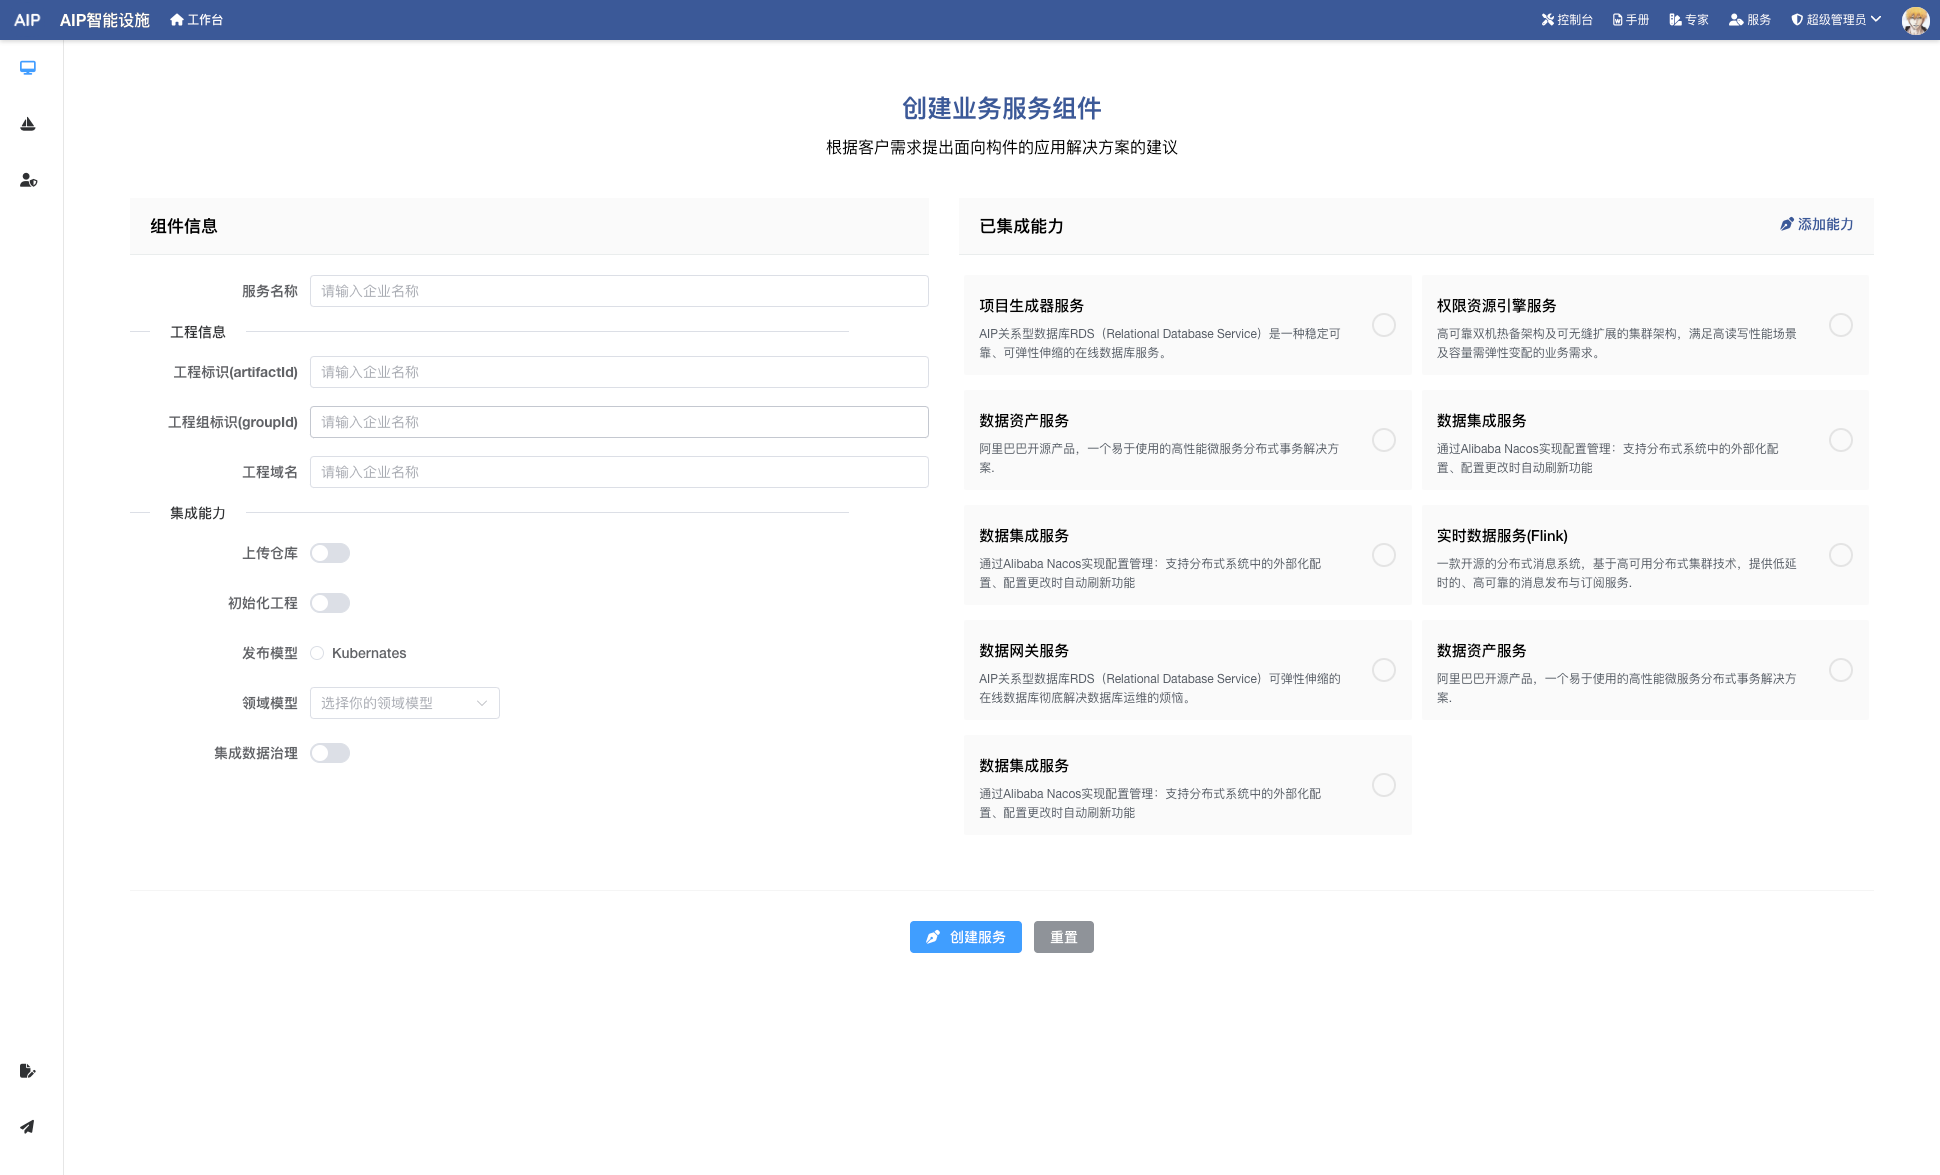 AIP AIP智能设施 工作台 控制台 手册 专家 服务 超级管理员
创建业务服务组件
根据客户需求提出面向构件的应用解决方案的建议
组件信息
服务名称 请输入企业名称
工程信息
工程标识(artifactId) 请输入企业名称
工程组标识(groupId) 请输入企业名称
工程域名 请输入企业名称
集成能力
上传仓库
初始化工程
发布模型 Kubernates
领域模型 选择你的领域模型
集成数据治理
已集成能力 添加能力
项目生成器服务
AIP关系型数据库RDS（Relational Database Service）是一种稳定可
靠、可弹性伸缩的在线数据库服务。
权限资源引擎服务
高可靠双机热备架构及可无缝扩展的集群架构，满足高读写性能场景
及容量需弹性变配的业务需求。
数据资产服务
阿里巴巴开源产品，一个易于使用的高性能微服务分布式事务解决方
案.
数据集成服务
通过Alibaba Nacos实现配置管理：支持分布式系统中的外部化配
置、配置更改时自动刷新功能
数据集成服务
通过Alibaba Nacos实现配置管理：支持分布式系统中的外部化配
置、配置更改时自动刷新功能
实时数据服务(Flink)
一款开源的分布式消息系统，基于高可用分布式集群技术，提供低延
时的、高可靠的消息发布与订阅服务.
数据网关服务
AIP关系型数据库RDS（Relational Database Service）可弹性伸缩的
在线数据库彻底解决数据库运维的烦恼。
数据资产服务
阿里巴巴开源产品，一个易于使用的高性能微服务分布式事务解决方
案.
数据集成服务
通过Alibaba Nacos实现配置管理：支持分布式系统中的外部化配
置、配置更改时自动刷新功能
创建服务 重置